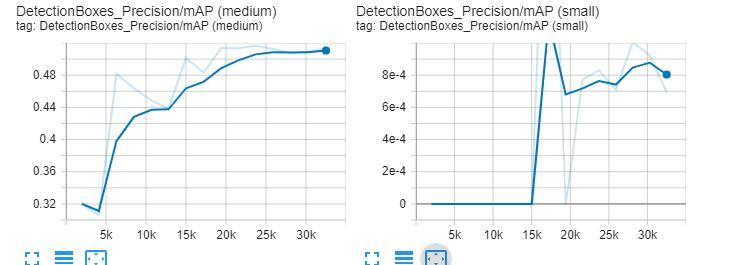 DetectionBoxes_Precision/mAP (medium)
tag: DetectionBoxes_Precision/mAP (medium)
0.48
0.44
0.4
0.36
0.32
5k 10k 15k 20k 25k 30k
DetectionBoxes_Precision/mAP (small)
tag: DetectionBoxes_Precision/mAP (small)
8e-4
6e-4
4e-4
2e-4
0
5k 10k 15k 20k 25k 30k